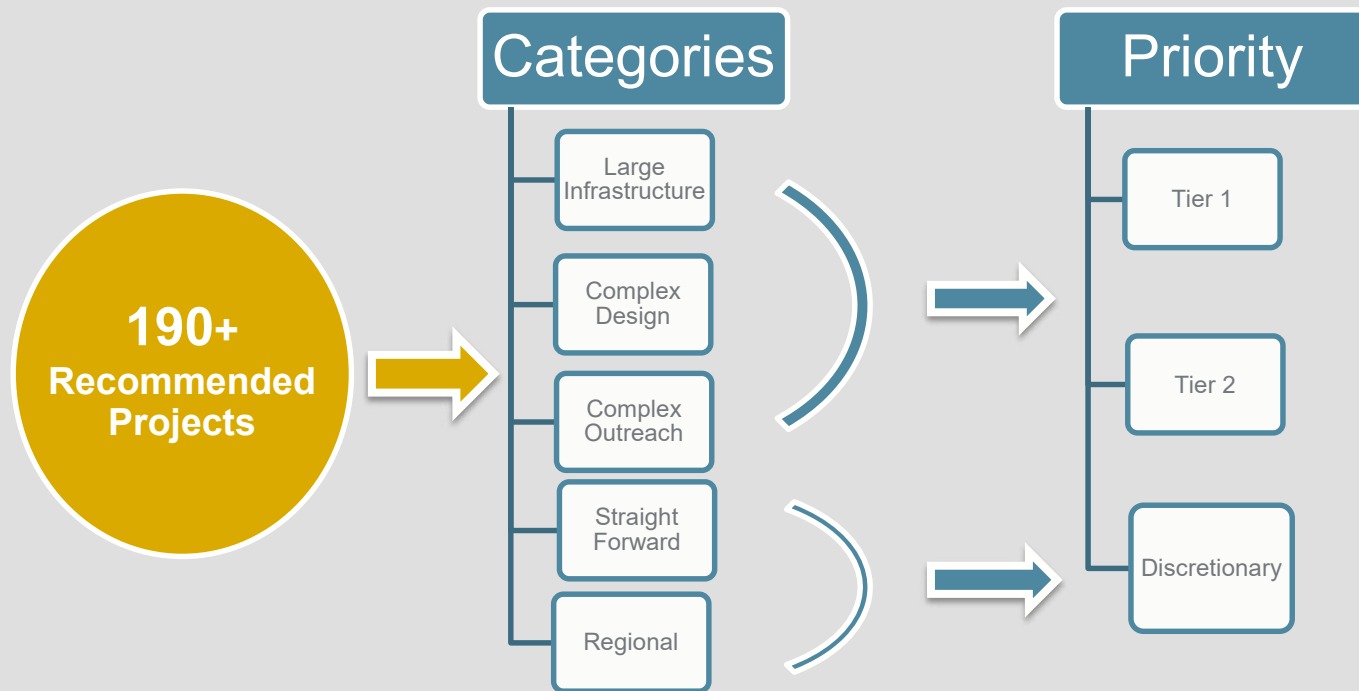 Categories
Priority
190+
Recommended
Projects
Large
Infrastructure
Complex
Design
Complex
Outreach
Straight
Forward
Regional
Tier 1
Tier 2
Discretionary